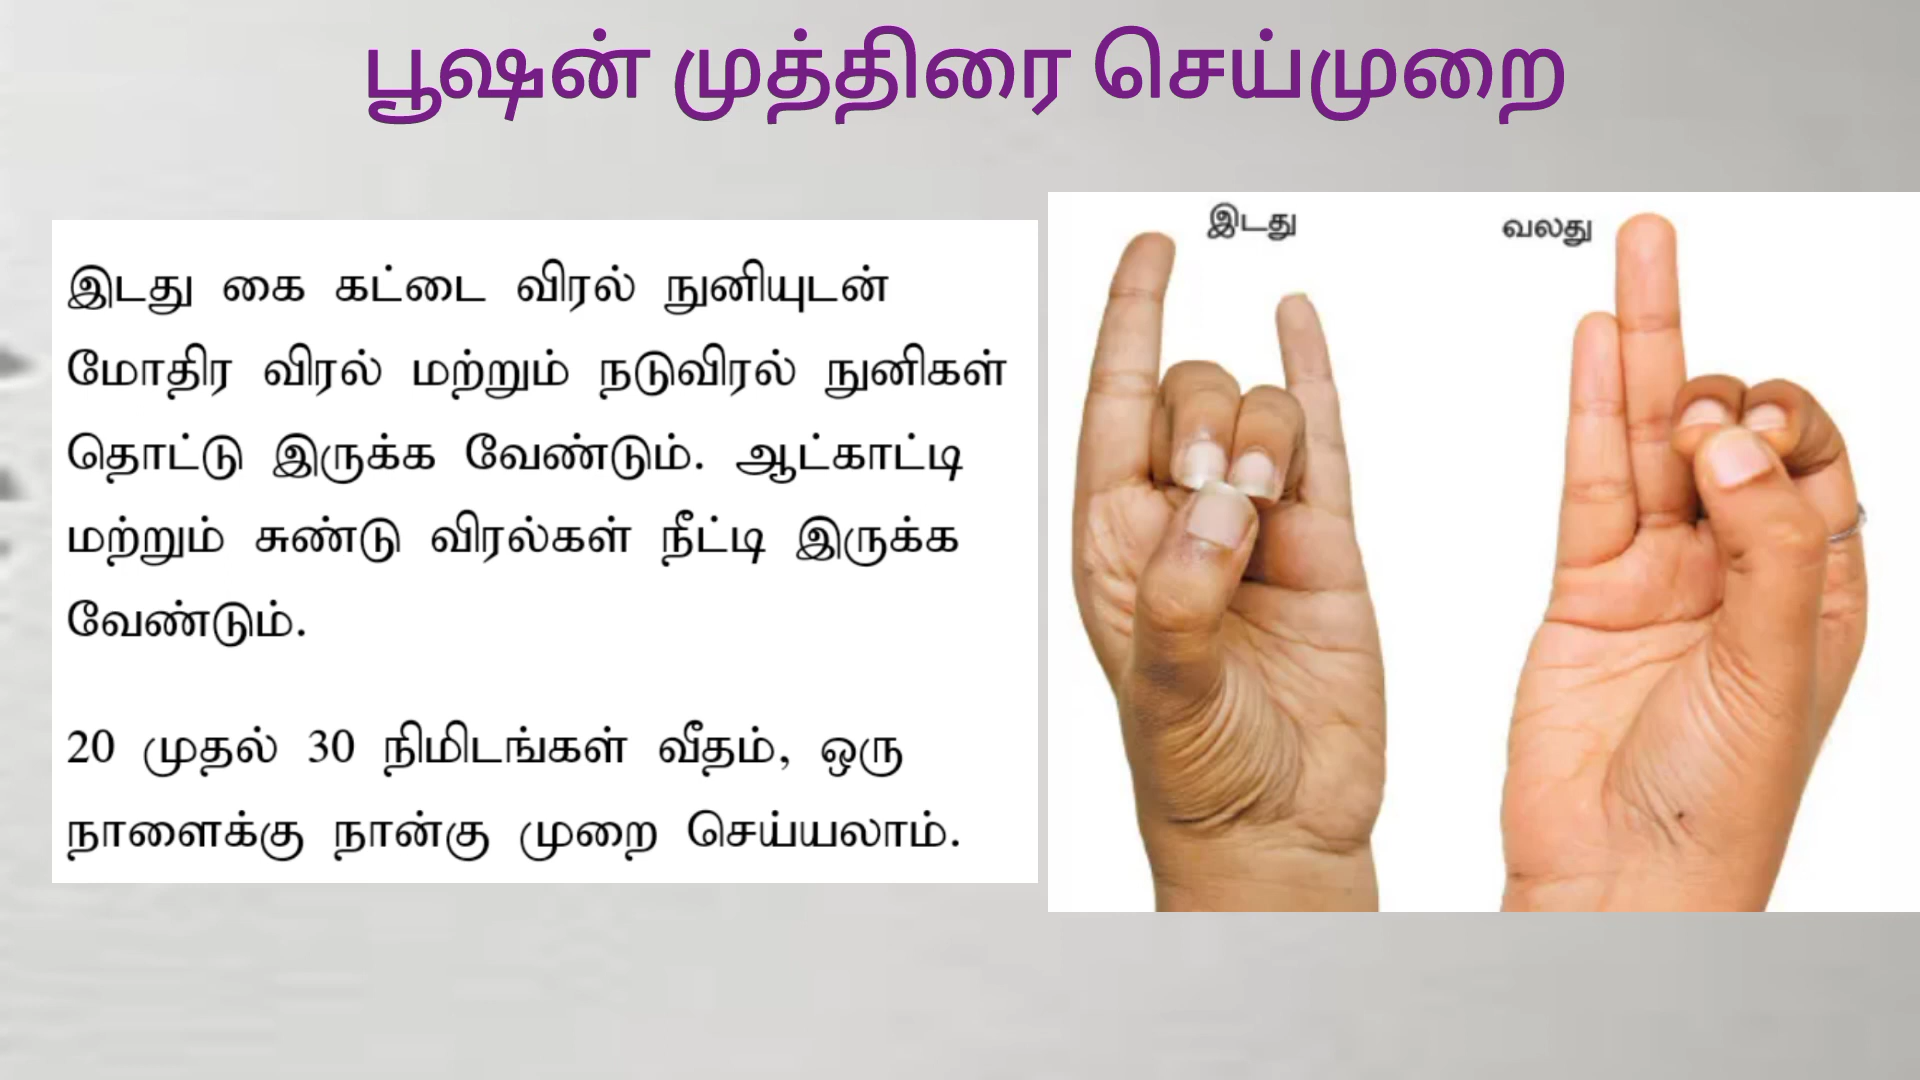 பூஷன் முத்திரை செய்முறை
இடது கை கட்டை விரல் நுனியுடன்
மோதிர விரல் மற்றும் நடுவிரல் நுனிகள்
தொட்டு இருக்க வேண்டும். ஆட்காட்டி
மற்றும் சுண்டு விரல்கள் நீட்டி இருக்க
வேண்டும்.
20 முதல் 30 நிமிடங்கள் வீதம், ஒரு
நாளைக்கு நான்கு முறை செய்யலாம்.
இடது
வலது